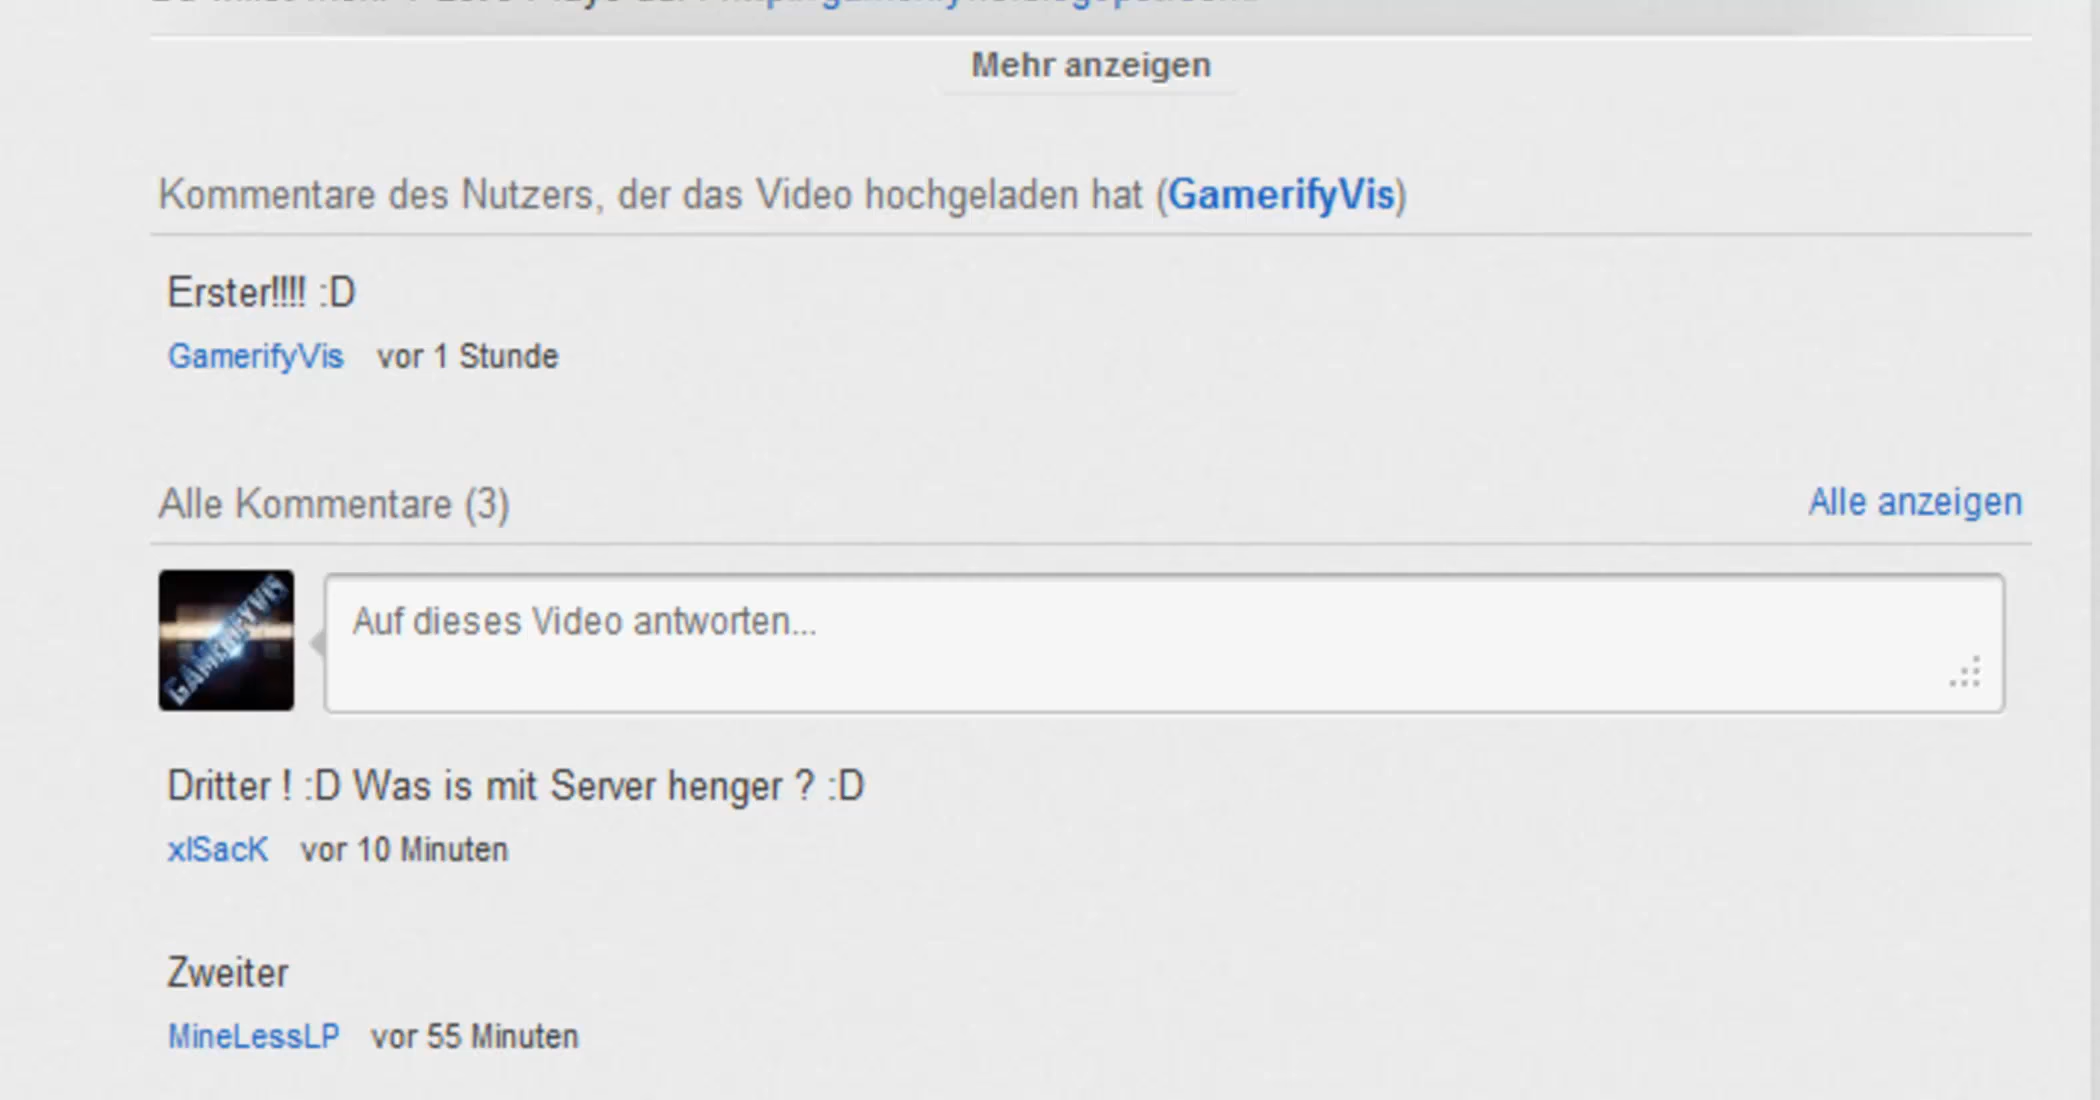 Mehr anzeigen
Kommentare des Nutzers, der das Video hochgeladen hat (GamerifyVis)
Erster!!!! :D
GamerifyVis vor 1 Stunde
Alle Kommentare (3)
Alle anzeigen
GAMERIFYVIS
Auf dieses Video antworten...
Dritter ! :D Was is mit Server henger ? :D
xlSacK vor 10 Minuten
Zweiter
MineLessLP vor 55 Minuten